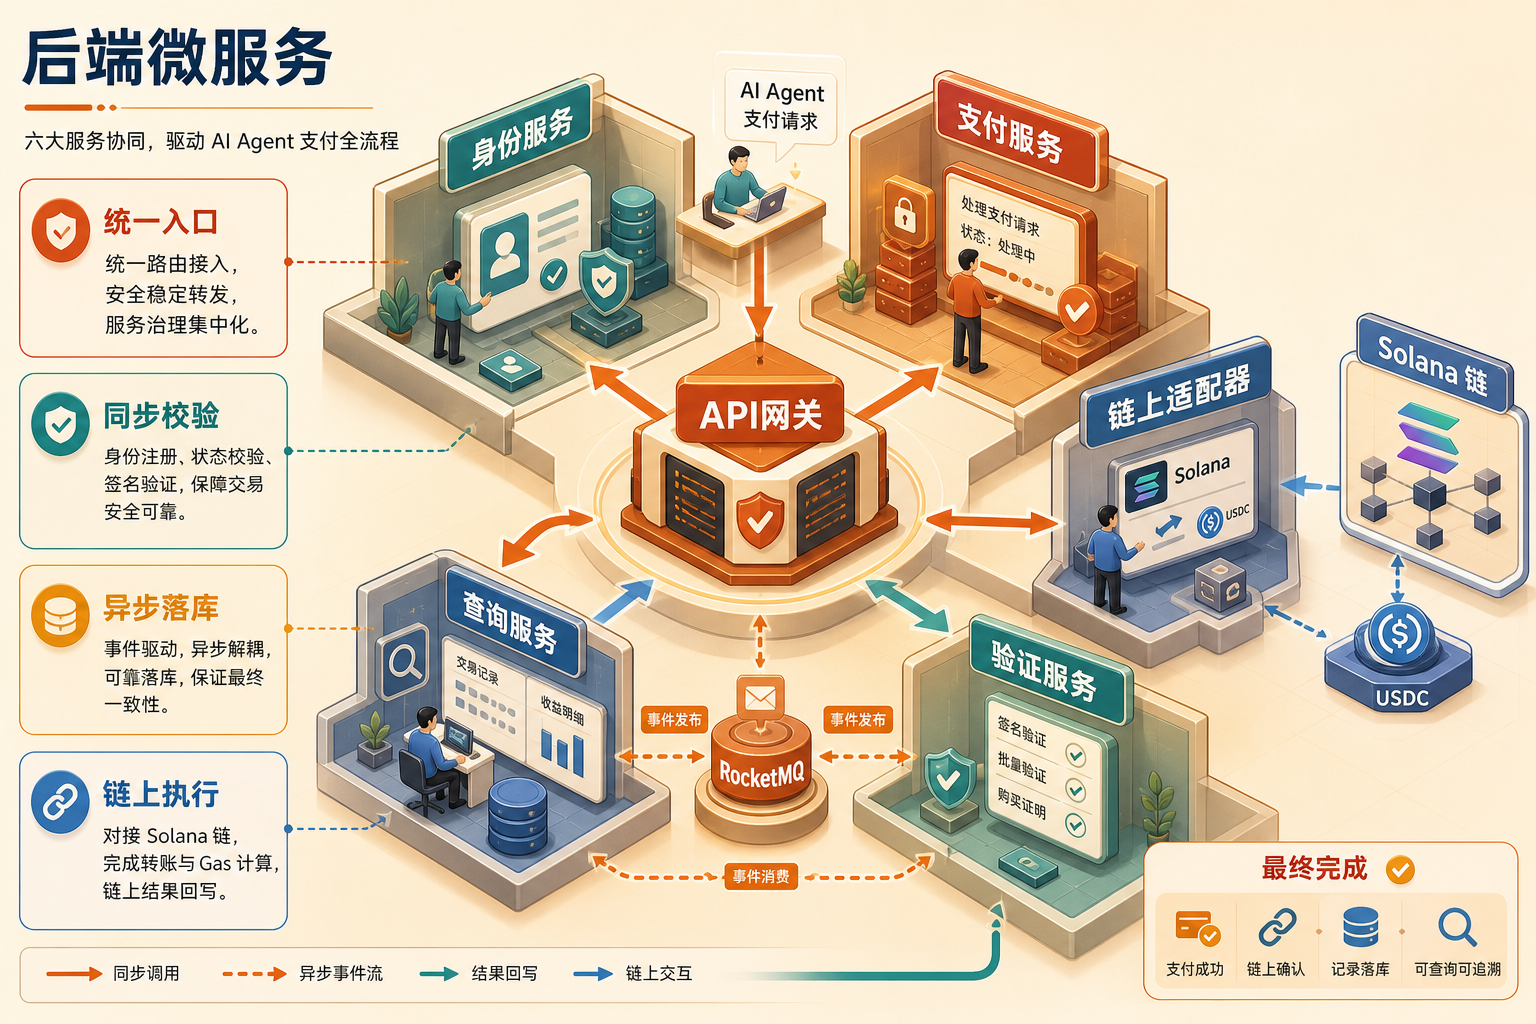 后端微服务
六大服务协同，驱动 AI Agent 支付全流程
统一入口
统一路由接入，
安全稳定转发，
服务治理集中化。
同步校验
身份注册、状态校验、
签名验证，保障交易
安全可靠。
异步落库
事件驱动，异步解耦，
可靠落库，保证最终
一致性。
链上执行
对接 Solana 链，
完成转账与 Gas 计算，
链上结果回写。
身份服务
AI Agent
支付请求
支付服务
处理支付请求
状态：处理中
API网关
链上适配器
Solana
USDC
Solana 链
USDC
查询服务
交易记录
收益明细
事件发布
RocketMQ
事件发布
事件消费
验证服务
签名验证
批量验证
购买证明
最终完成
支付成功
链上确认
记录落库
可查询可追溯
同步调用
异步事件流
结果回写
链上交互